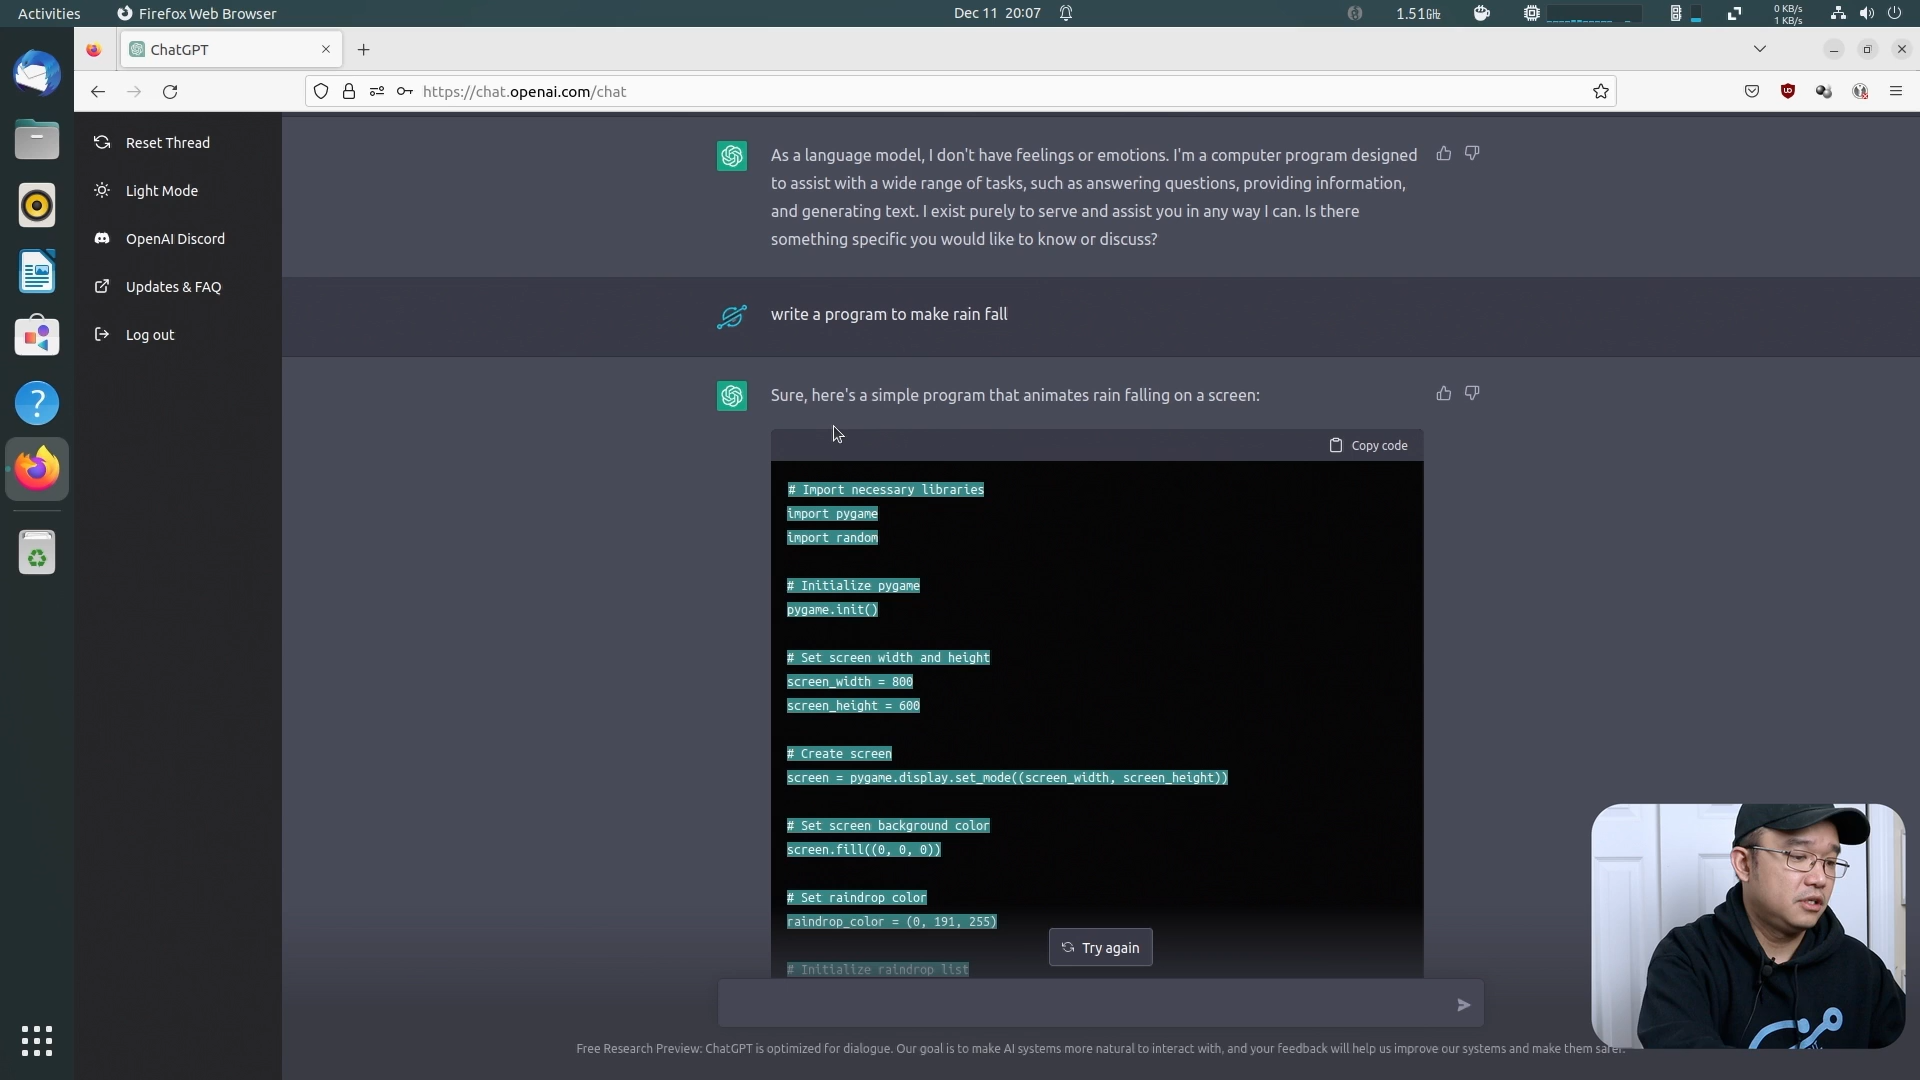 Activities
Firefox Web Browser
Dec 11 20:07
1.51GHz
0 KB/s
1 KB/s
ChatGPT
https://chat.openai.com/chat
Reset Thread
Light Mode
OpenAI Discord
Updates & FAQ
Log out
As a language model, I don't have feelings or emotions. I'm a computer program designed
to assist with a wide range of tasks, such as answering questions, providing information,
and generating text. I exist purely to serve and assist you in any way I can. Is there
something specific you would like to know or discuss?
write a program to make rain fall
Sure, here's a simple program that animates rain falling on a screen:
Copy code
# Import necessary libraries
import pygame
import random
# Initialize pygame
pygame.init()
# Set screen width and height
screen_width = 800
screen_height = 600
# Create screen
screen = pygame.display.set_mode((screen_width, screen_height))
# Set screen background color
screen.fill((0, 0, 0))
# Set raindrop color
raindrop_color = (0, 191, 255)
Try again
# Initialize raindrop list
Free Research Preview: ChatGPT is optimized for dialogue. Our goal is to make AI systems more natural to interact with, and your feedback will help us improve our systems and make them safer.